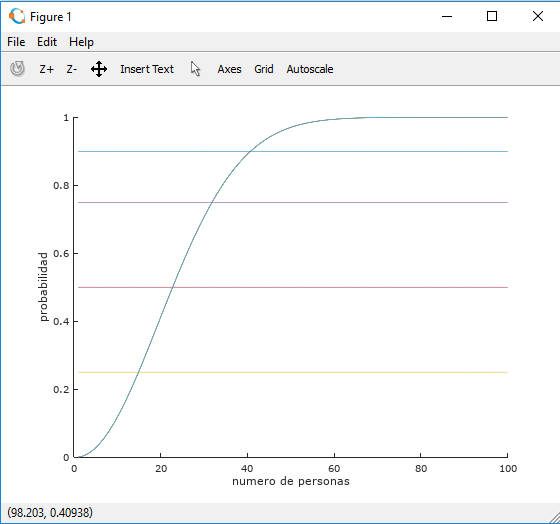 Figure 1
File Edit Help
Z+ Z- Insert Text Axes Grid Autoscale
1
0.8
0.6
0.4
0.2
0
probabilidad
0 20 40 60 80 100
numero de personas
(98.203, 0.40938)